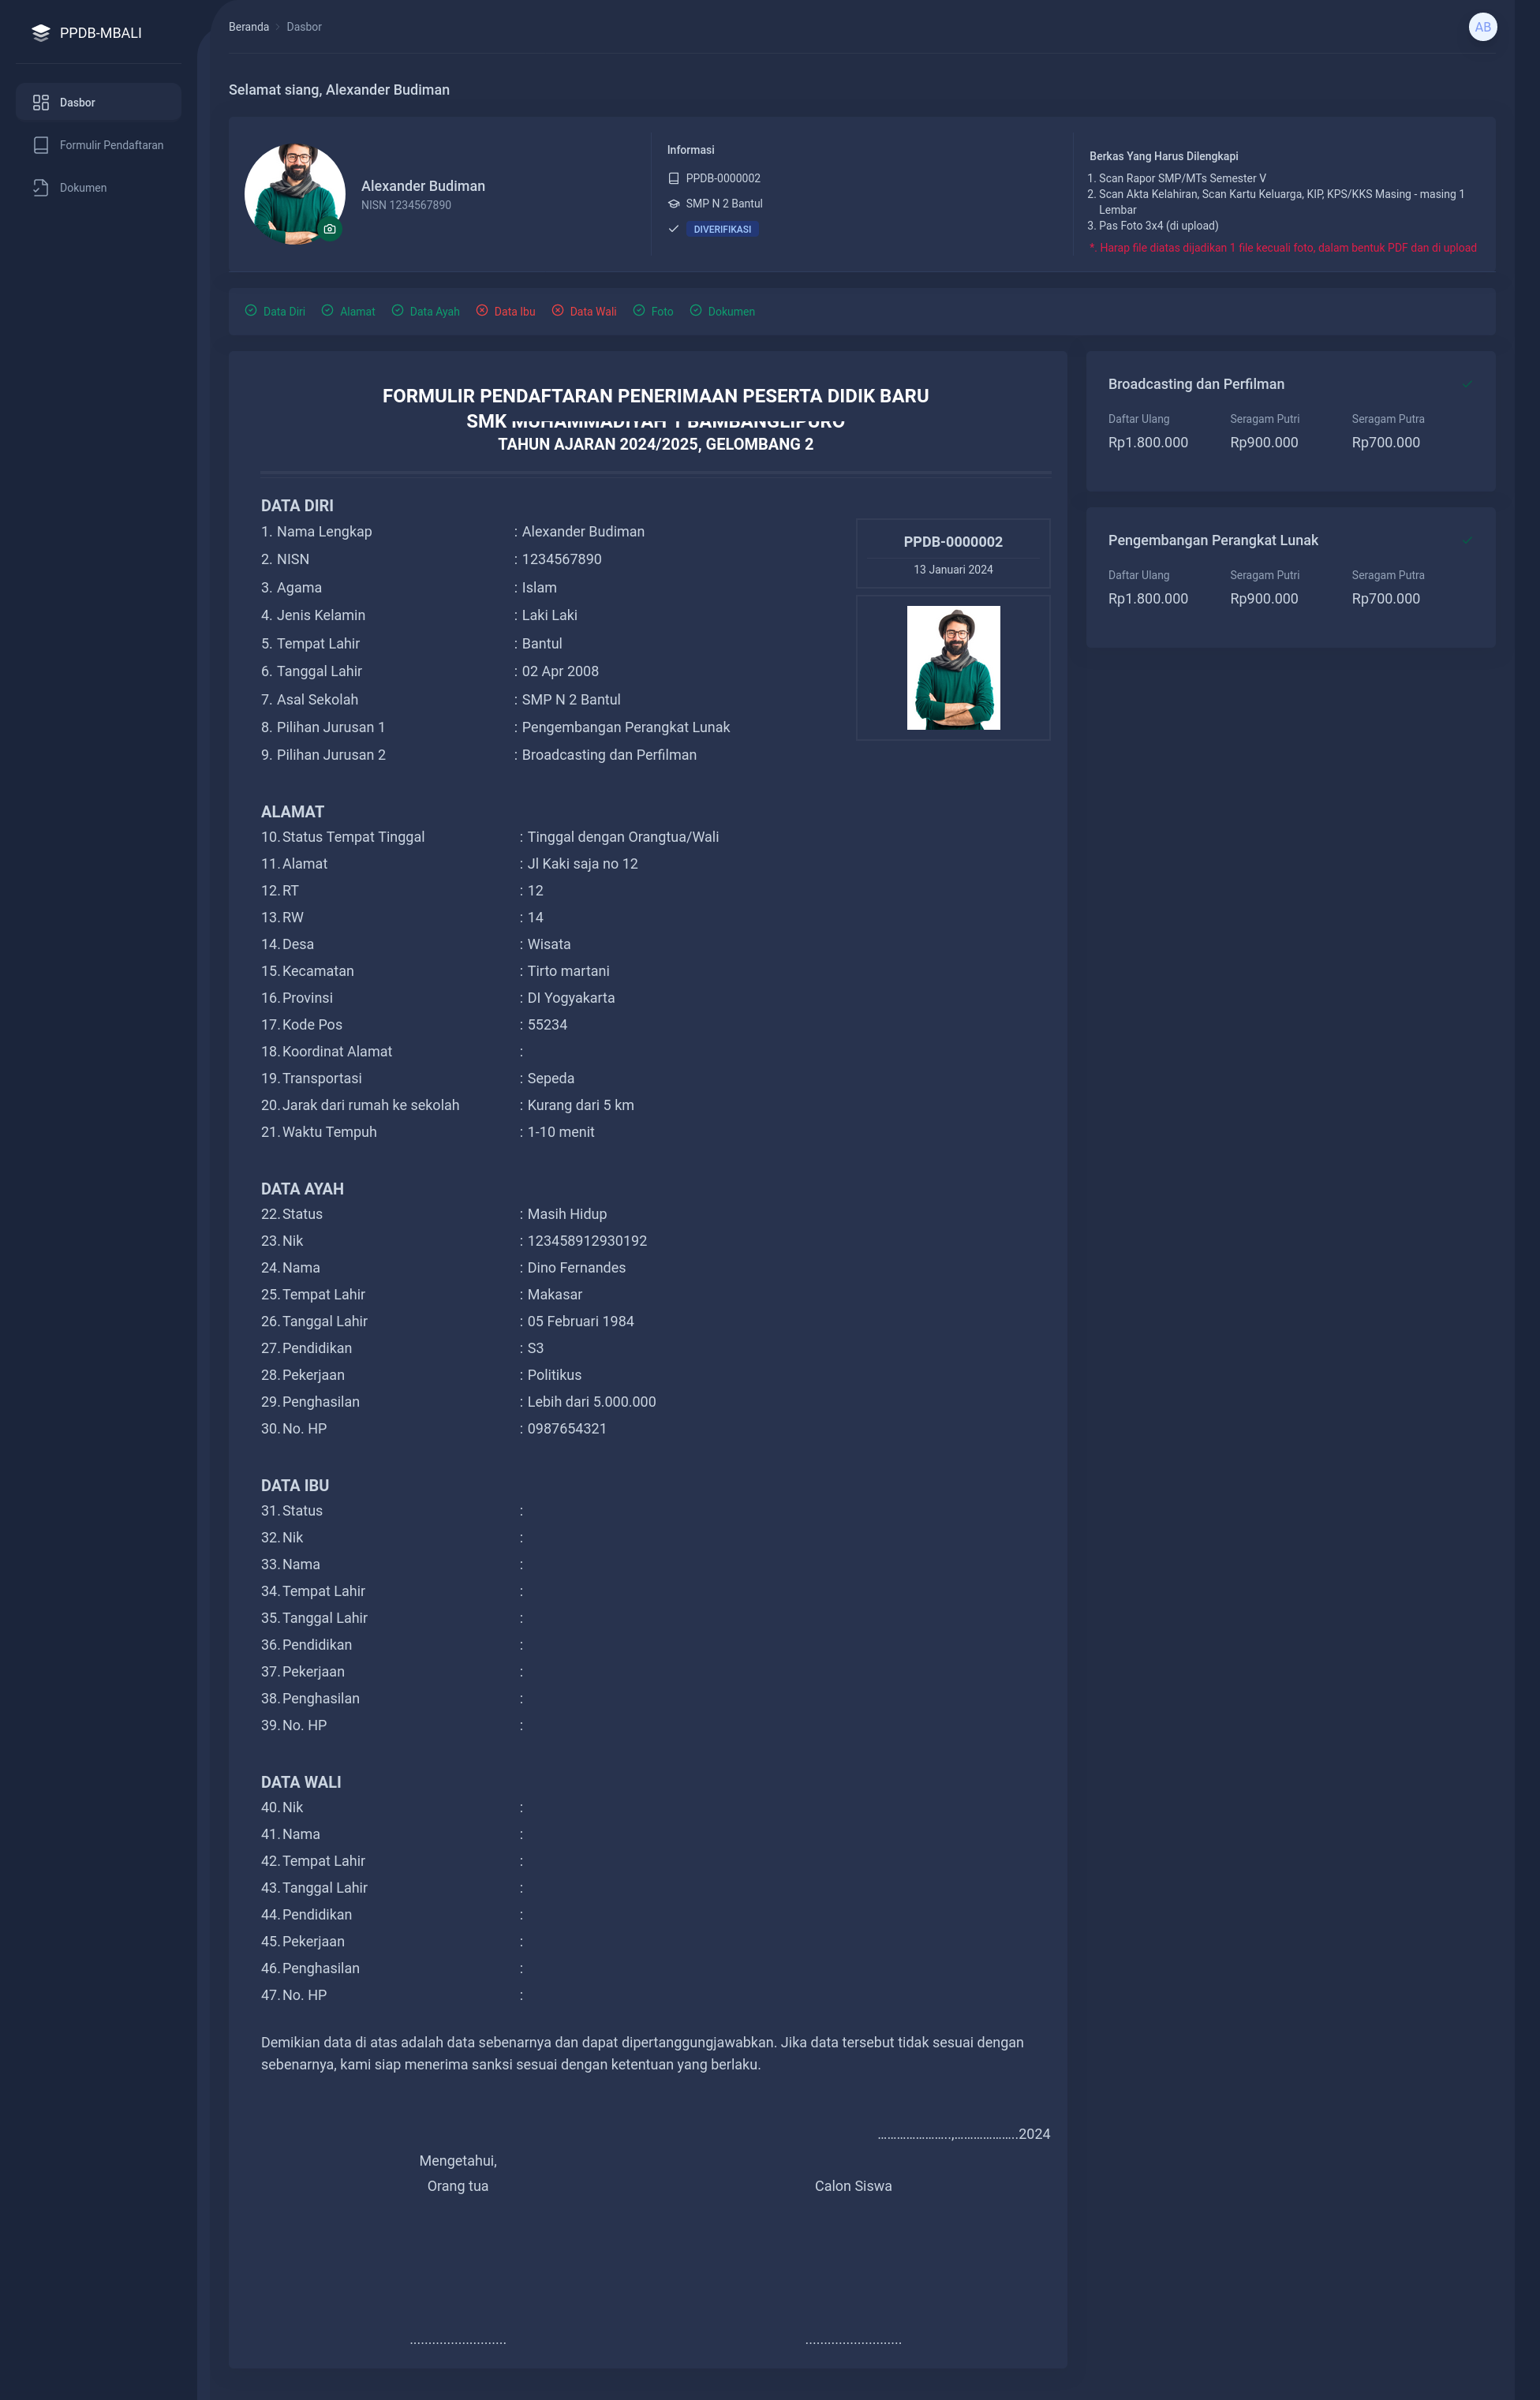 PPDB-MBALI
Dasbor
Formulir Pendaftaran
Dokumen
Beranda > Dasbor
AB
Selamat siang, Alexander Budiman
Alexander Budiman
NISN 1234567890
Informasi
PPDB-0000002
SMP N 2 Bantul
DIVERIFIKASI
Berkas Yang Harus Dilengkapi
1. Scan Rapor SMP/MTs Semester V
2. Scan Akta Kelahiran, Scan Kartu Keluarga, KIP, KPS/KKS Masing - masing 1
Lembar
3. Pas Foto 3x4 (di upload)
*. Harap file diatas dijadikan 1 file kecuali foto, dalam bentuk PDF dan di upload
Data Diri Alamat Data Ayah Data Ibu Data Wali Foto Dokumen
FORMULIR PENDAFTARAN PENERIMAAN PESERTA DIDIK BARU
SMK MUHAMMADIYAH 1 BAMBANGLIPURO
TAHUN AJARAN 2024/2025, GELOMBANG 2
DATA DIRI
1. Nama Lengkap : Alexander Budiman
2. NISN : 1234567890
3. Agama : Islam
4. Jenis Kelamin : Laki Laki
5. Tempat Lahir : Bantul
6. Tanggal Lahir : 02 Apr 2008
7. Asal Sekolah : SMP N 2 Bantul
8. Pilihan Jurusan 1 : Pengembangan Perangkat Lunak
9. Pilihan Jurusan 2 : Broadcasting dan Perfilman
PPDB-0000002
13 Januari 2024
ALAMAT
10. Status Tempat Tinggal : Tinggal dengan Orangtua/Wali
11. Alamat : Jl Kaki saja no 12
12. RT : 12
13. RW : 14
14. Desa : Wisata
15. Kecamatan : Tirto martani
16. Provinsi : DI Yogyakarta
17. Kode Pos : 55234
18. Koordinat Alamat :
19. Transportasi : Sepeda
20. Jarak dari rumah ke sekolah : Kurang dari 5 km
21. Waktu Tempuh : 1-10 menit
DATA AYAH
22. Status : Masih Hidup
23. Nik : 123458912930192
24. Nama : Dino Fernandes
25. Tempat Lahir : Makasar
26. Tanggal Lahir : 05 Februari 1984
27. Pendidikan : S3
28. Pekerjaan : Politikus
29. Penghasilan : Lebih dari 5.000.000
30. No. HP : 0987654321
DATA IBU
31. Status :
32. Nik :
33. Nama :
34. Tempat Lahir :
35. Tanggal Lahir :
36. Pendidikan :
37. Pekerjaan :
38. Penghasilan :
39. No. HP :
DATA WALI
40. Nik :
41. Nama :
42. Tempat Lahir :
43. Tanggal Lahir :
44. Pendidikan :
45. Pekerjaan :
46. Penghasilan :
47. No. HP :
Demikian data di atas adalah data sebenarnya dan dapat dipertanggungjawabkan. Jika data tersebut tidak sesuai dengan
sebenarnya, kami siap menerima sanksi sesuai dengan ketentuan yang berlaku.
.....................,...................2024
Mengetahui,
Orang tua
Calon Siswa
..........................
..........................
Broadcasting dan Perfilman
Daftar Ulang Seragam Putri Seragam Putra
Rp1.800.000 Rp900.000 Rp700.000
Pengembangan Perangkat Lunak
Daftar Ulang Seragam Putri Seragam Putra
Rp1.800.000 Rp900.000 Rp700.000